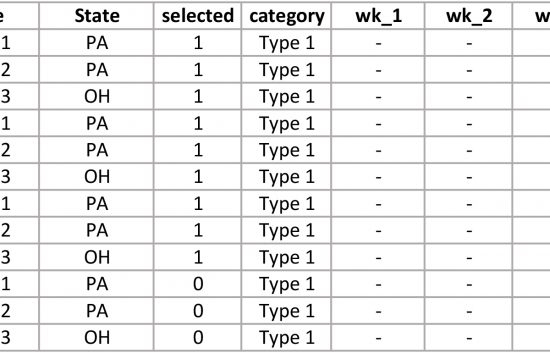 e State selected category wk_1 wk_2 w
1 PA 1 Type 1 - -
2 PA 1 Type 1 - -
3 OH 1 Type 1 - -
1 PA 1 Type 1 - -
2 PA 1 Type 1 - -
3 OH 1 Type 1 - -
1 PA 1 Type 1 - -
2 PA 1 Type 1 - -
3 OH 1 Type 1 - -
1 PA 0 Type 1 - -
2 PA 0 Type 1 - -
3 OH 0 Type 1 - -